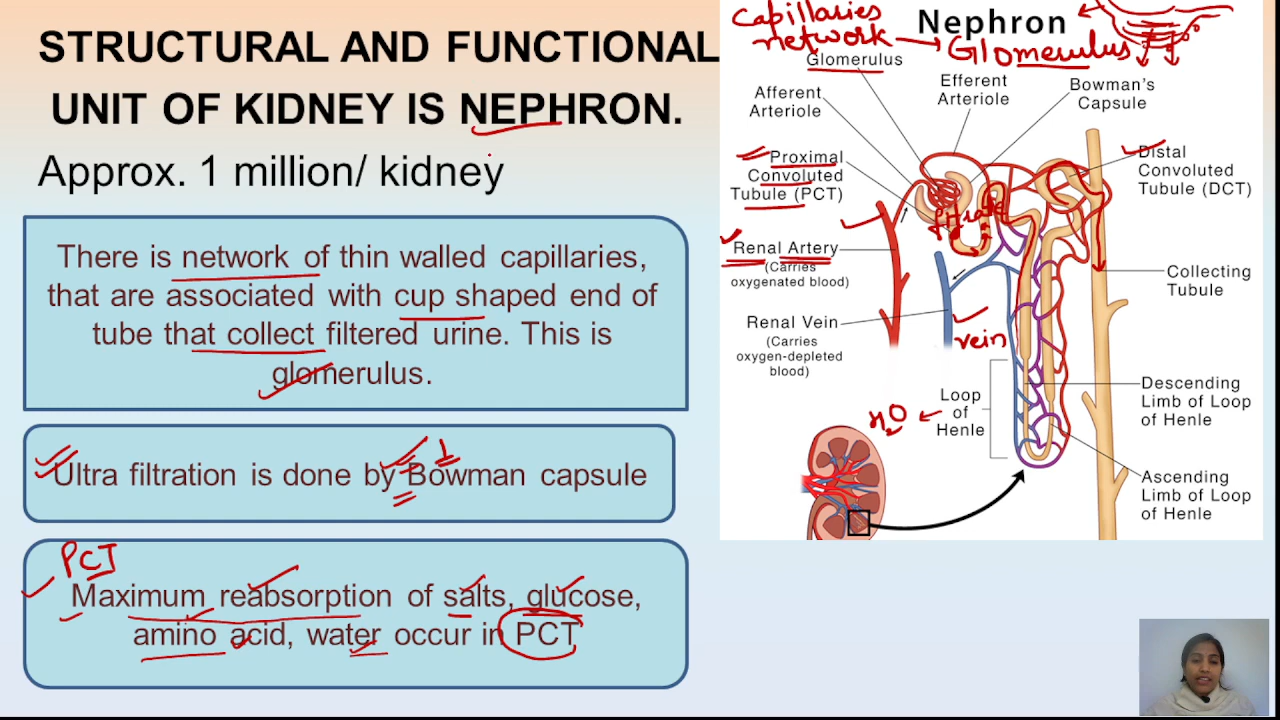 STRUCTURAL AND FUNCTIONAL
UNIT OF KIDNEY IS NEPHRON.
Approx. 1 million/ kidney
There is network of thin walled capillaries,
that are associated with cup shaped end of
tube that collect filtered urine. This is
glomerulus.
Ultra filtration is done by Bowman capsule
PCT
Maximum reabsorption of salts, glucose,
amino acid, water occur in PCT
Capillaries
network → Glomerulus
Nephron
Glomerulus
Afferent
Arteriole
Efferent
Arteriole
Bowman's
Capsule
Proximal
Convoluted
Tubule (PCT)
Distal
Convoluted
Tubule (DCT)
filtrate
Renal Artery
(Carries
oxygenated blood)
Collecting
Tubule
Renal Vein
(Carries
oxygen-depleted
blood)
vein
Loop
of
Henle
H2O
Descending
Limb of Loop
of Henle
Ascending
Limb of Loop
of Henle